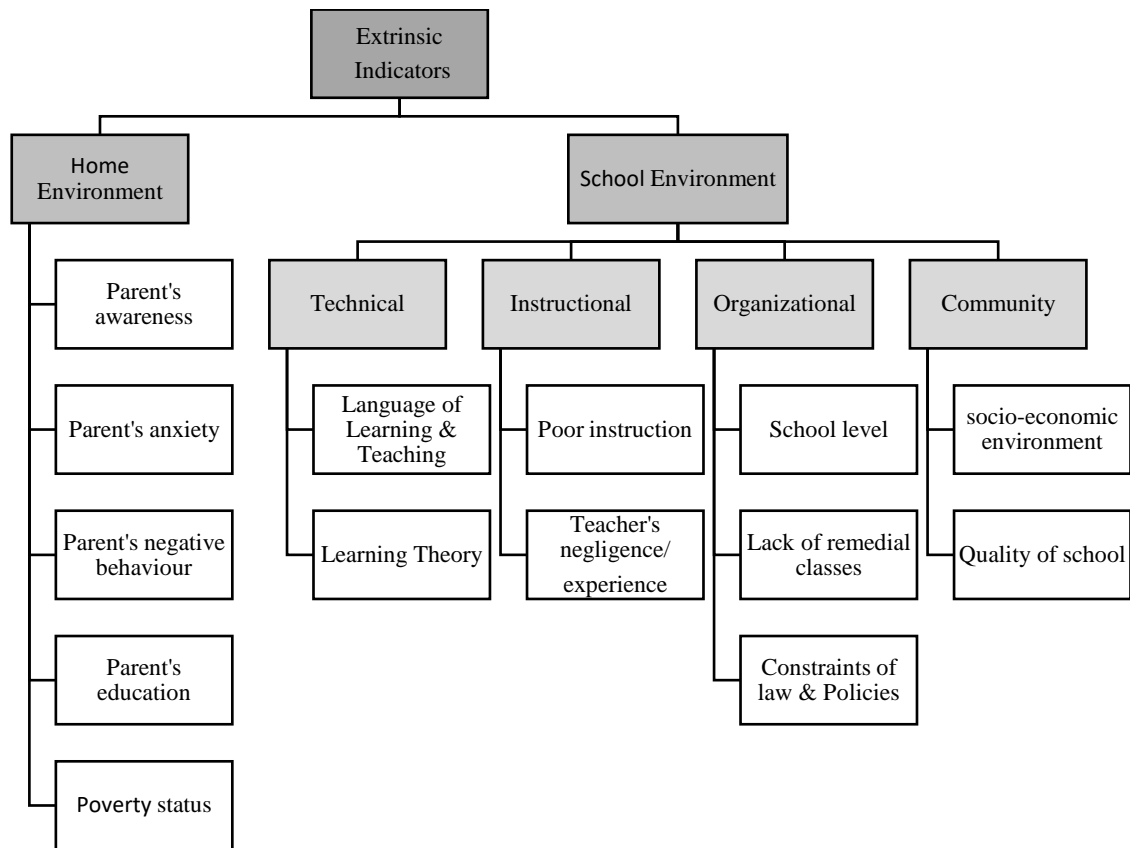 Extrinsic
Indicators
Home
Environment
School Environment
Parent's
awareness
Parent's anxiety
Parent's negative
behaviour
Parent's
education
Poverty status
Technical
Language of
Learning &
Teaching
Learning Theory
Instructional
Poor instruction
Teacher's
negligence/
experience
Organizational
School level
Lack of remedial
classes
Constraints of
law & Policies
Community
socio-economic
environment
Quality of school